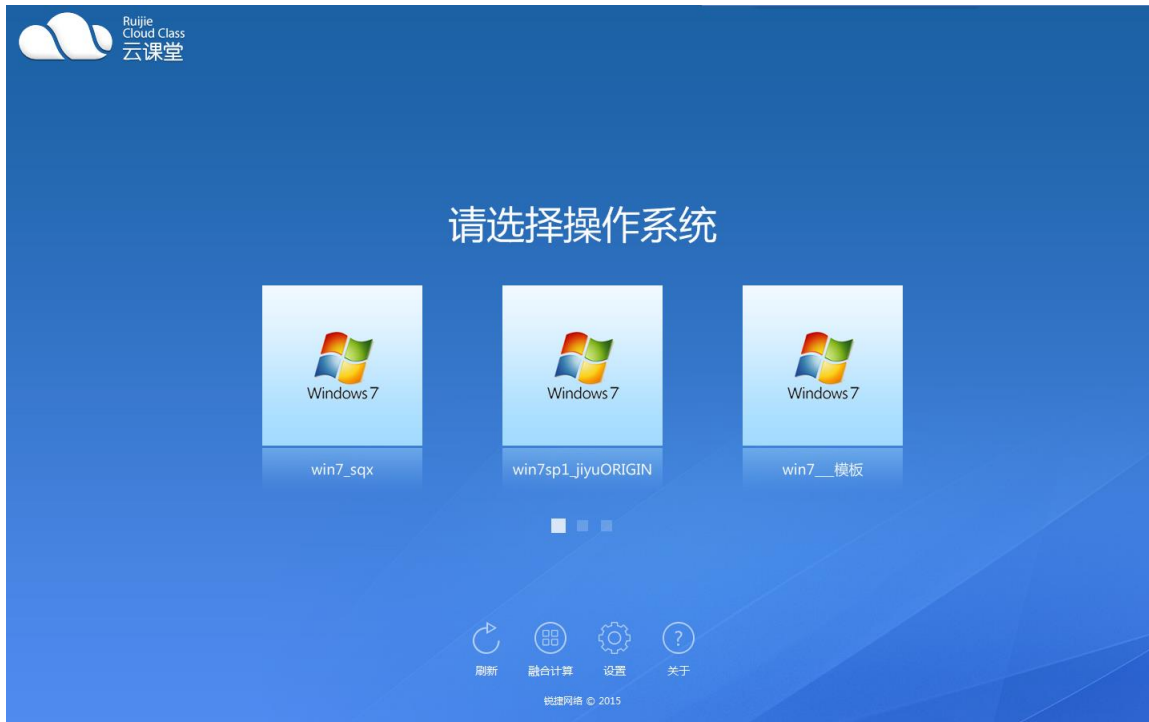 Ruijie
Cloud Class
云课堂
请选择操作系统
Windows 7
Windows 7
Windows 7
win7_sqx
win7sp1_jiyuORIGIN
win7___模板
?
刷新
融合计算
设置
关于
锐捷网络 © 2015